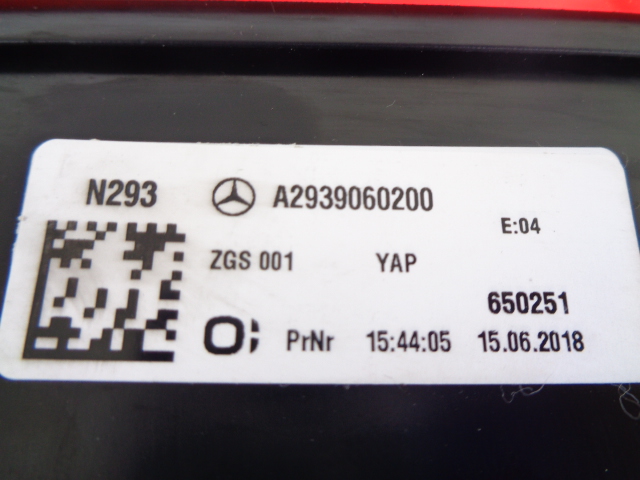 N293 A2939060200
E:04
ZGS 001 YAP
650251
PrNr 15:44:05 15.06.2018